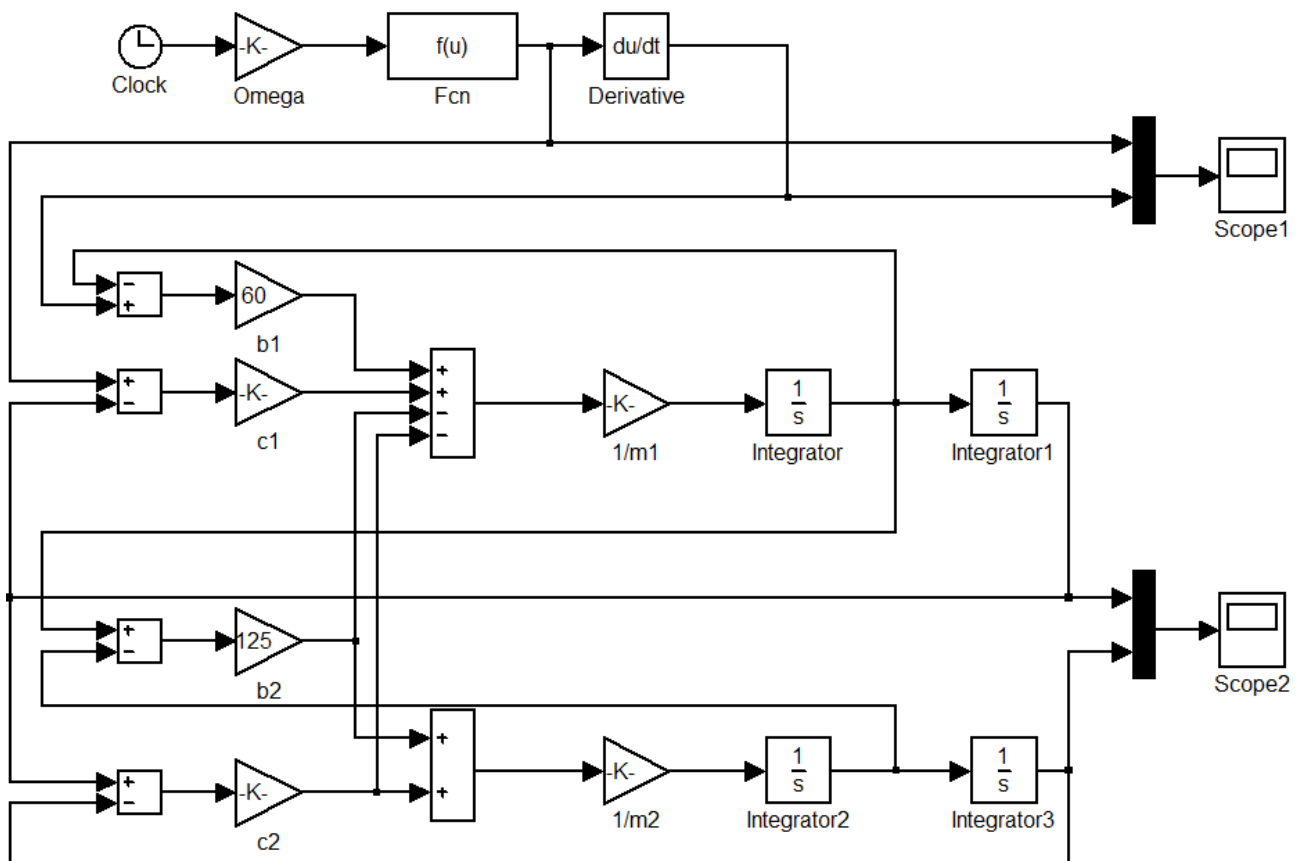 -K-
f(u)
du/dt
Clock
Omega
Fcn
Derivative
Scope1
−
+
60
b1
+
−
-K-
c1
+
+
−
−
-K-
1/m1
1
s
Integrator
1
s
Integrator1
+
−
125
b2
Scope2
+
−
-K-
c2
+
+
-K-
1/m2
1
s
Integrator2
1
s
Integrator3